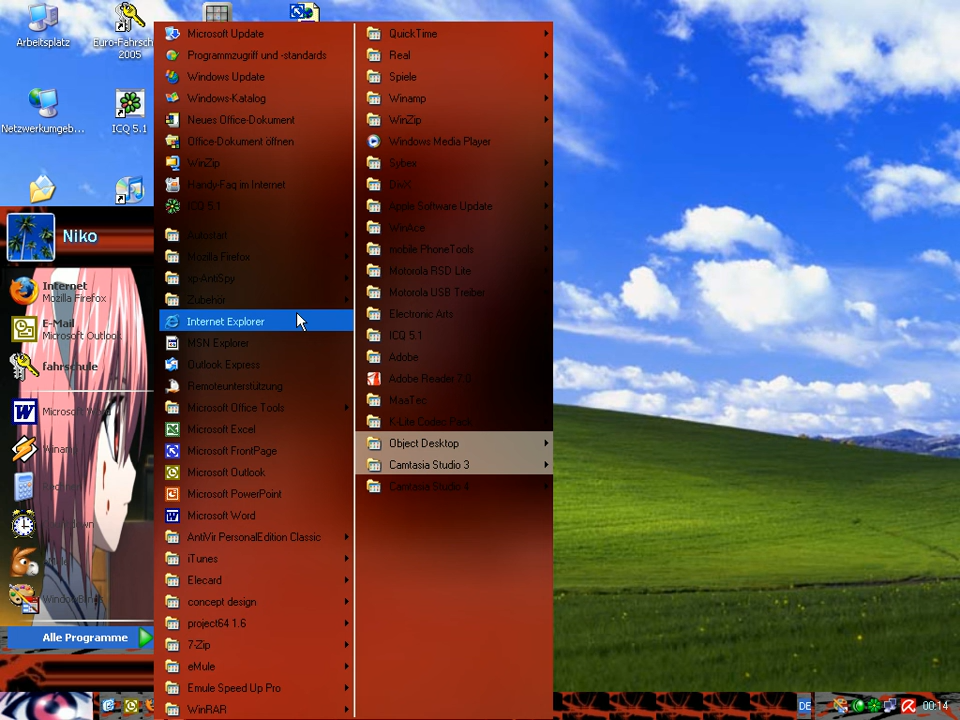 Arbeitsplatz
Euro-Fahrsch
2005
Netzwerkumgeb...
ICQ 5.1
Niko
Internet
Mozilla Firefox
E-Mail
Microsoft Outlook
fahrschule
Microsoft Word
Alle Programme
Microsoft Update
Programmzugriff und -standards
Windows Update
Windows-Katalog
Neues Office-Dokument
Office-Dokument öffnen
WinZip
Handy-Faq im Internet
ICQ 5.1
Autostart
Mozilla Firefox
xp-AntiSpy
Zubehör
Internet Explorer
MSN Explorer
Outlook Express
Remoteunterstützung
Microsoft Office Tools
Microsoft Excel
Microsoft FrontPage
Microsoft Outlook
Microsoft PowerPoint
Microsoft Word
AntiVir PersonalEdition Classic
iTunes
Elecard
concept design
project64 1.6
7-Zip
eMule
Emule Speed Up Pro
WinRAR
QuickTime
Real
Spiele
Winamp
WinZip
Windows Media Player
Sybex
DivX
Apple Software Update
WinAce
mobile PhoneTools
Motorola RSD Lite
Motorola USB Treiber
Electronic Arts
ICQ 5.1
Adobe
Adobe Reader 7.0
MaaTec
K-Lite Codec Pack
Object Desktop
Camtasia Studio 3
Camtasia Studio 4
DE
00:14